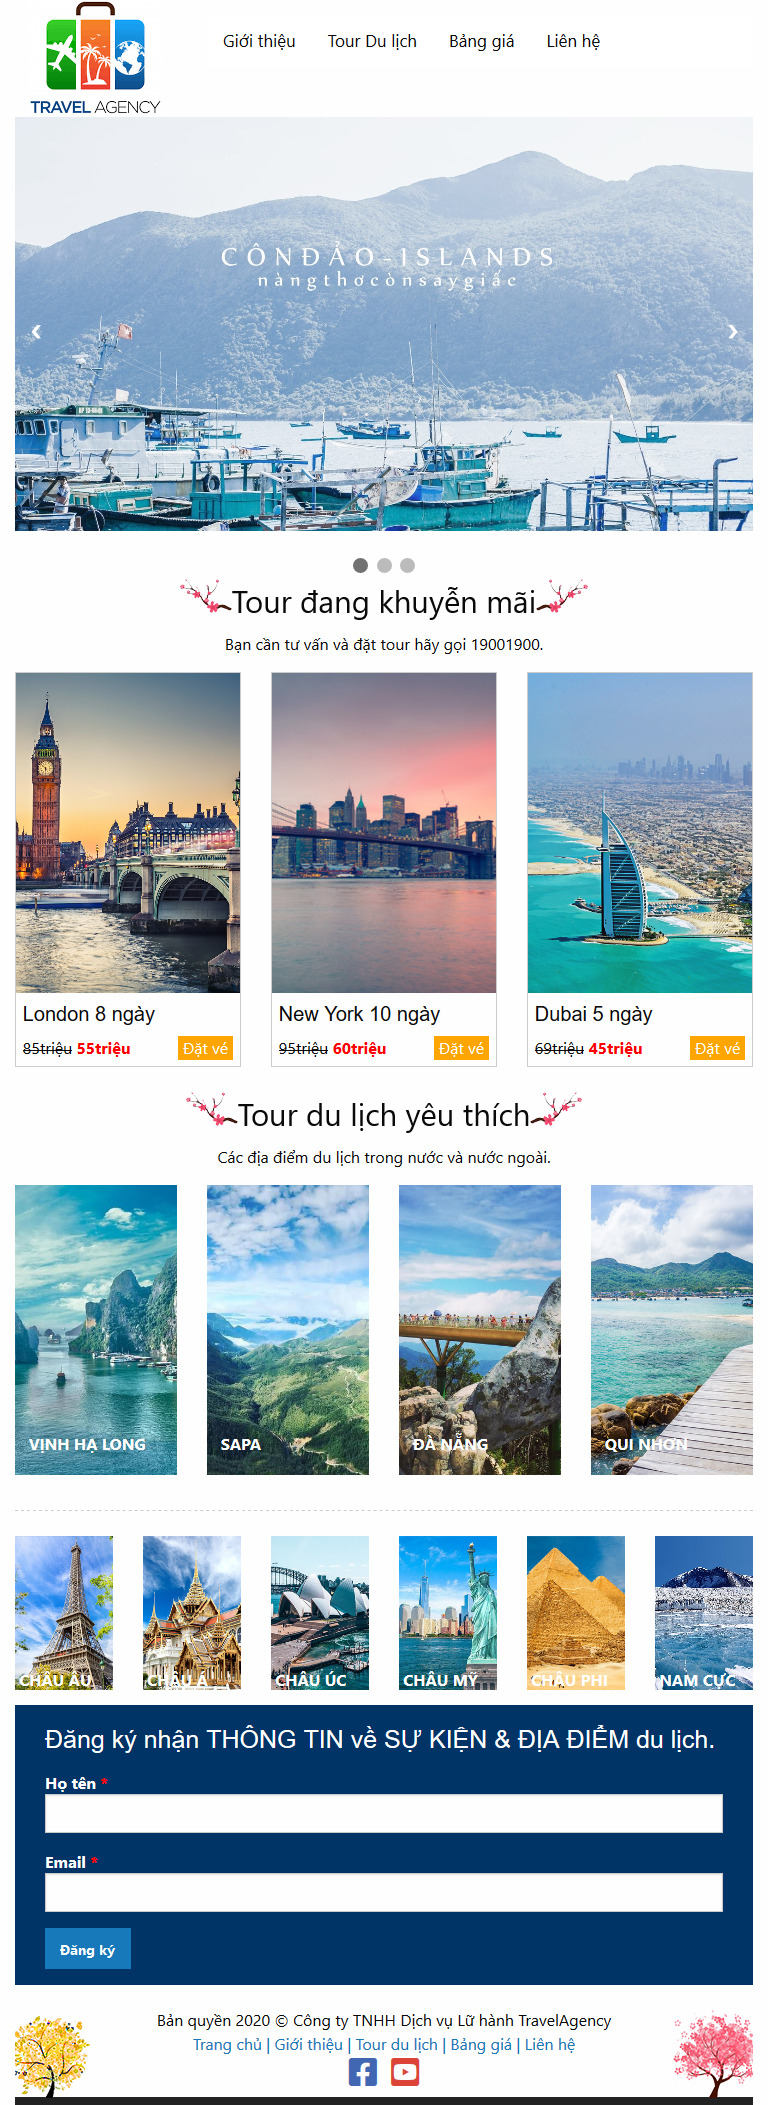 Giới thiệu Tour Du lịch Bảng giá Liên hệ
TRAVEL AGENCY
CÔNĐẢO-ISLANDS
nàngthơcònsaygiấc
Tour đang khuyễn mãi
Bạn cần tư vấn và đặt tour hãy gọi 19001900.
London 8 ngày
85triệu 55triệu Đặt vé
New York 10 ngày
95triệu 60triệu Đặt vé
Dubai 5 ngày
69triệu 45triệu Đặt vé
Tour du lịch yêu thích
Các địa điểm du lịch trong nước và nước ngoài.
VỊNH HẠ LONG
SAPA
ĐÀ NẴNG
QUI NHƠN
CHÂU ÂU
CHÂU Á
CHÂU ÚC
CHÂU MỸ
CHÂU PHI
NAM CỰC
Đăng ký nhận THÔNG TIN về SỰ KIỆN & ĐỊA ĐIỂM du lịch.
Họ tên *
Email *
Đăng ký
Bản quyền 2020 © Công ty TNHH Dịch vụ Lữ hành TravelAgency
Trang chủ | Giới thiệu | Tour du lịch | Bảng giá | Liên hệ